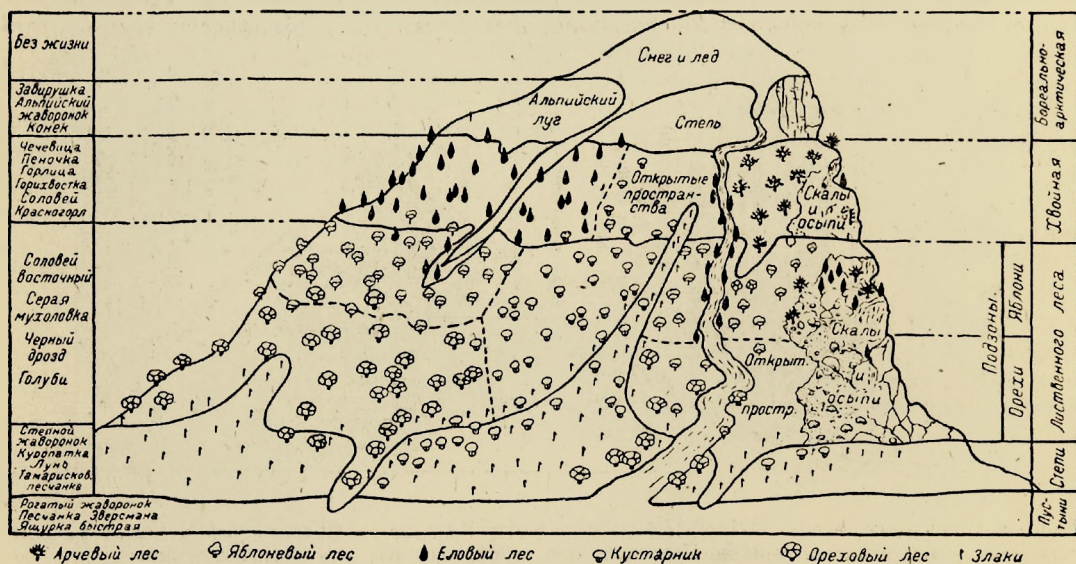 Без жизни
Завирушка
Альпийский
жаворонок
Конек
Чечевица
Пеночка
Горлица
Горихвостка
Соловей
Красногорл
Соловей
восточный
Серая
мухоловка
Черный
дрозд
Голуби
Степной
жаворонок
Куропатка
Лунь
Тамарисков.
песчанка
Рогатый жаворонок
Песчанка Эверсмана
Ящурка быстрая
Снег и лед
Альпийский
луг
Степь
Открытые
простран-
ства
Скалы
и
осыпи
Скалы
и
осыпи
Открыт.
простр.
Бореально-
арктическая
Хвойная
Лиственного леса
Подзоны
Яблони
Орехи
Степи
Пус-
тыни
Арчевый лес
Яблоневый лес
Еловый лес
Кустарник
Ореховый лес
Злаки